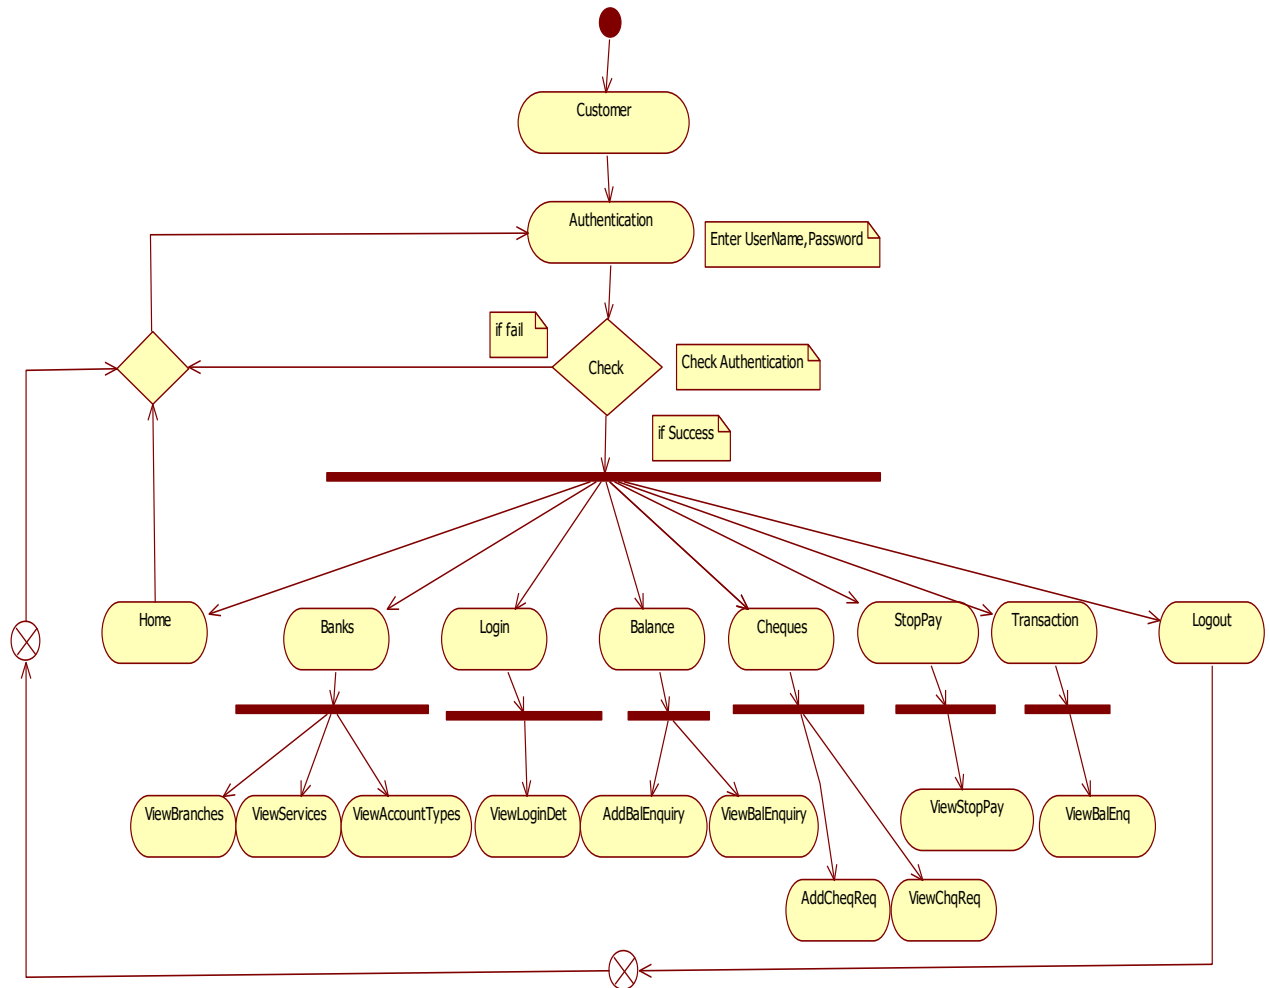 Customer
Authentication
Enter UserName,Password
if fail
Check
Check Authentication
if Success
Home
Banks
Login
Balance
Cheques
StopPay
Transaction
Logout
ViewBranches
ViewServices
ViewAccountTypes
ViewLoginDet
AddBalEnquiry
ViewBalEnquiry
ViewStopPay
ViewBalEnq
AddCheqReq
ViewChqReq